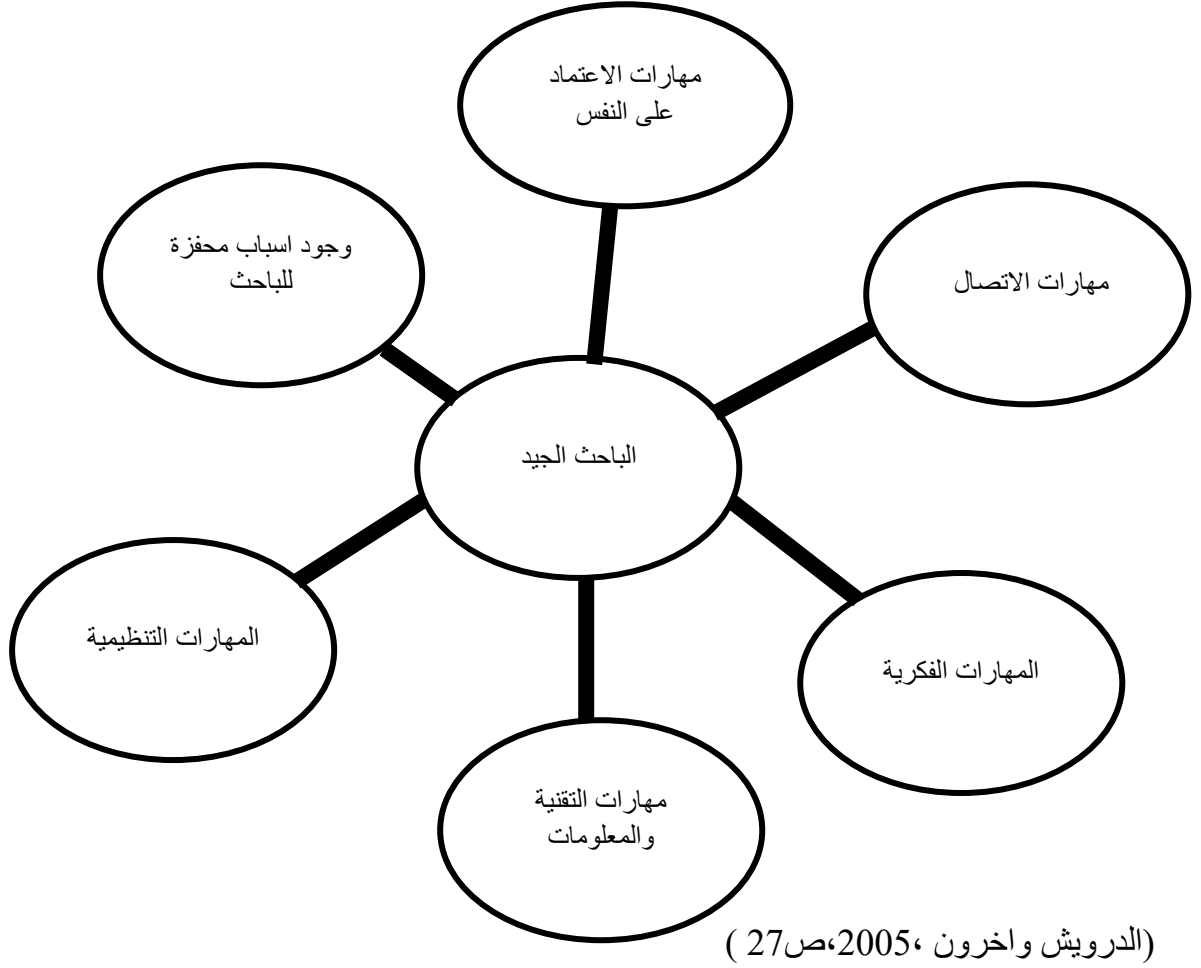 مهارات الاعتماد
على النفس
وجود اسباب محفزة
للباحث
مهارات الاتصال
الباحث الجيد
المهارات التنظيمية
المهارات الفكرية
مهارات التقنية
والمعلومات
(الدرويش واخرون ،2005،ص27 )